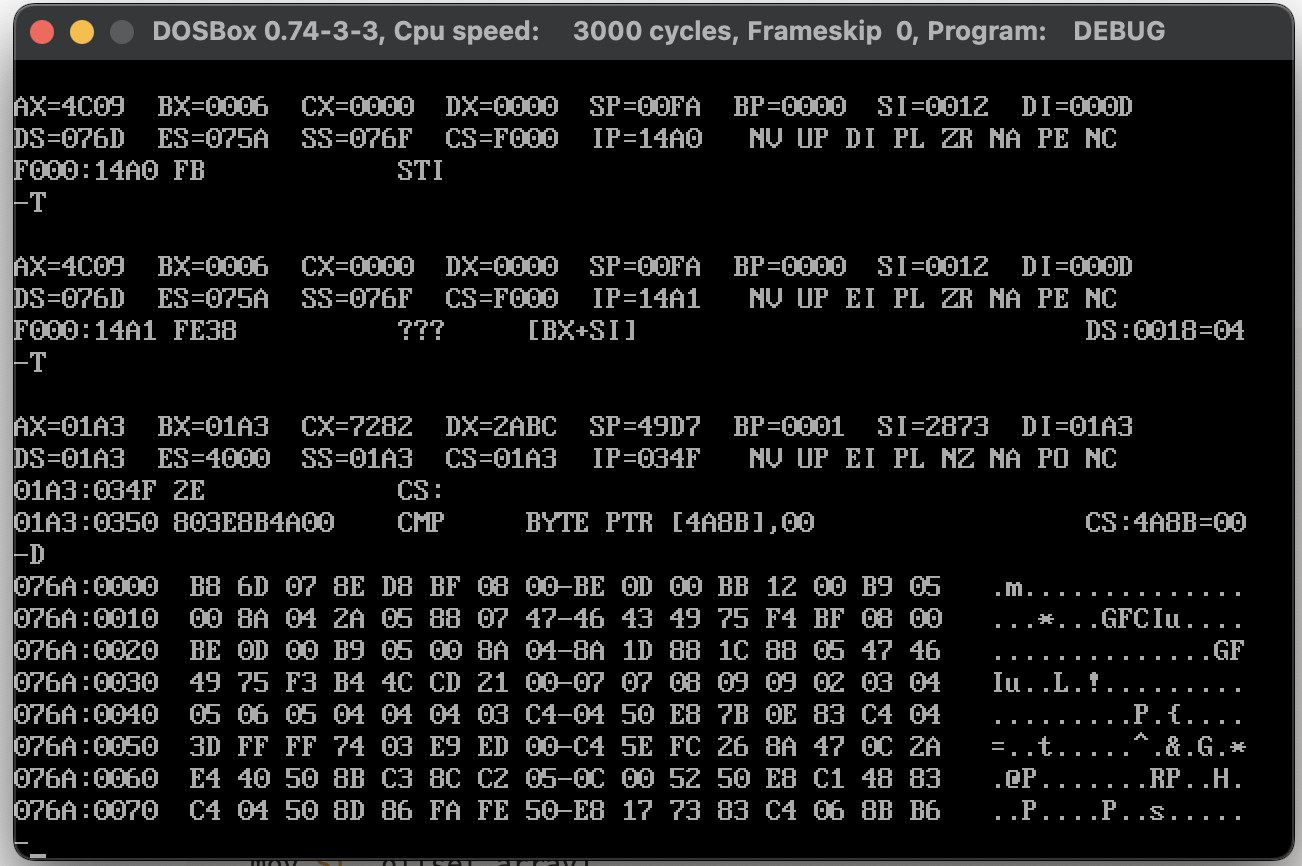 DOSBox 0.74-3-3, Cpu speed: 3000 cycles, Frameskip 0, Program: DEBUG
AX=4C09 BX=0006 CX=0000 DX=0000 SP=00FA BP=0000 SI=0012 DI=000D
DS=076D ES=075A SS=076F CS=F000 IP=14A0 NV UP DI PL ZR NA PE NC
F000:14A0 FB STI
-T
AX=4C09 BX=0006 CX=0000 DX=0000 SP=00FA BP=0000 SI=0012 DI=000D
DS=076D ES=075A SS=076F CS=F000 IP=14A1 NV UP EI PL ZR NA PE NC
F000:14A1 FE38 ??? [BX+SI] DS:0018=04
-T
AX=01A3 BX=01A3 CX=7282 DX=2ABC SP=49D7 BP=0001 SI=2873 DI=01A3
DS=01A3 ES=4000 SS=01A3 CS=01A3 IP=034F NV UP EI PL NZ NA PO NC
01A3:034F 2E CS:
01A3:0350 803E8B4A00 CMP BYTE PTR [4A8B],00 CS:4A8B=00
-D
076A:0000 B8 6D 07 8E D8 BF 08 00-BE 0D 00 BB 12 00 B9 05 .m..............
076A:0010 00 8A 04 2A 05 88 07 47-46 43 49 75 F4 BF 08 00 ...*...GFCIu....
076A:0020 BE 0D 00 B9 05 00 8A 04-8A 1D 88 1C 88 05 47 46 ..............GF
076A:0030 49 75 F3 B4 4C CD 21 00-07 07 08 09 09 02 03 04 Iu..L.!.........
076A:0040 05 06 05 04 04 04 03 C4-04 50 E8 7B 0E 83 C4 04 .........P.{....
076A:0050 3D FF FF 74 03 E9 ED 00-C4 5E FC 26 8A 47 0C 2A =..t.....^.&.G.*
076A:0060 E4 40 50 8B C3 8C C2 05-0C 00 52 50 E8 C1 48 83 .@P.......RP..H.
076A:0070 C4 04 50 8D 86 FA FE 50-E8 17 73 83 C4 06 8B B6 ..P....P..s.....
-_